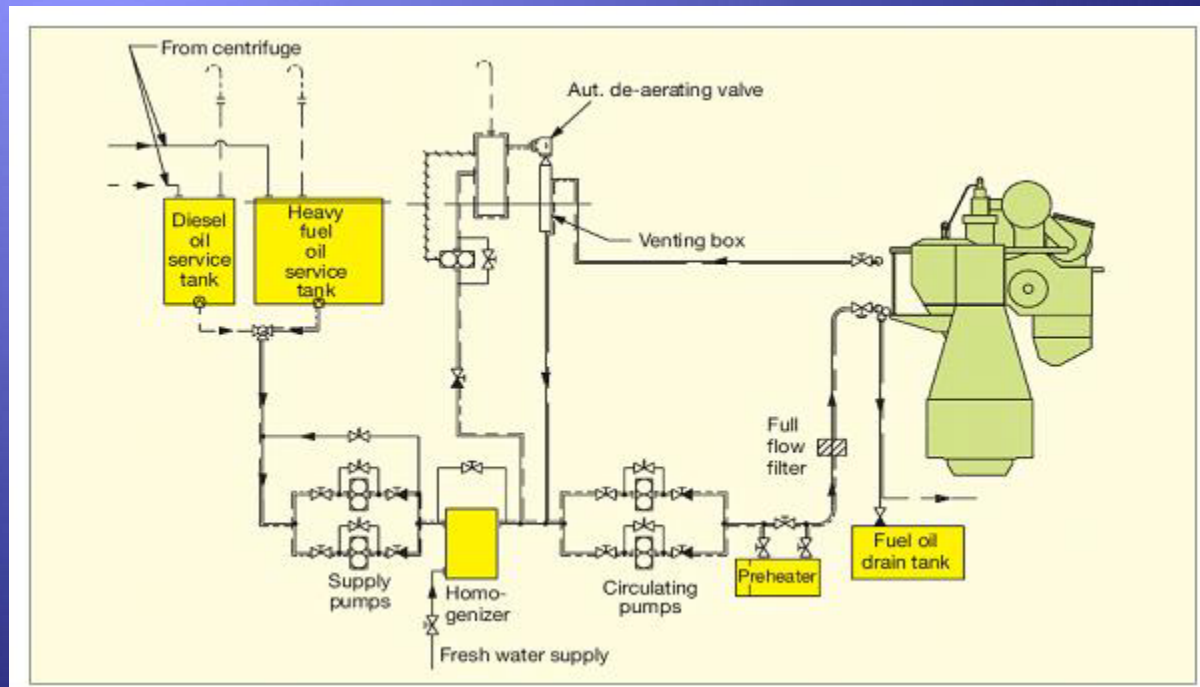 From centrifuge
Aut. de-aerating valve
Diesel
oil
service
tank
Heavy
fuel
oil
service
tank
Venting box
Full
flow
filter
Supply
pumps
Homo-
genizer
Circulating
pumps
Preheater
Fuel oil
drain tank
Fresh water supply